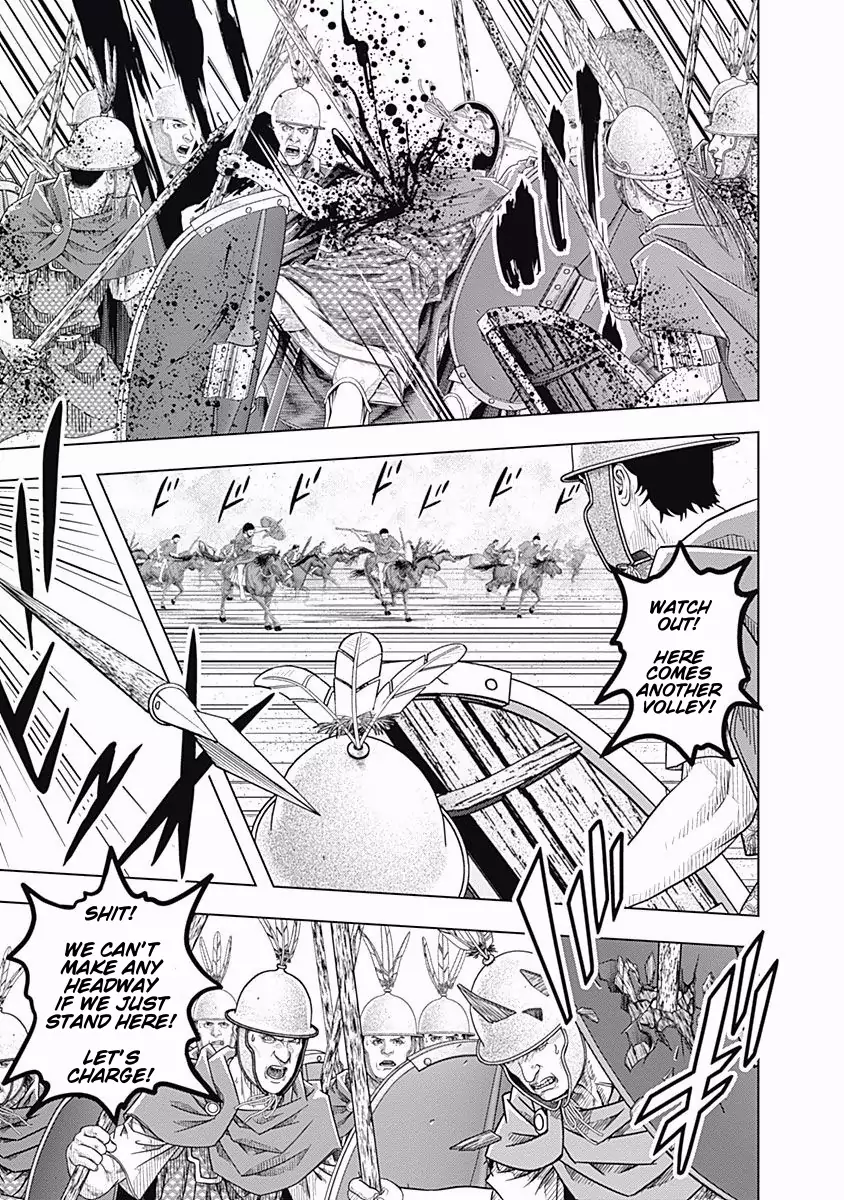 ドドドドドドド
WATCH
OUT!
HERE
COMES
ANOTHER
VOLLEY!
SHIT!
WE CAN'T
MAKE ANY
HEADWAY
IF WE JUST
STAND HERE!
LET'S
CHARGE!